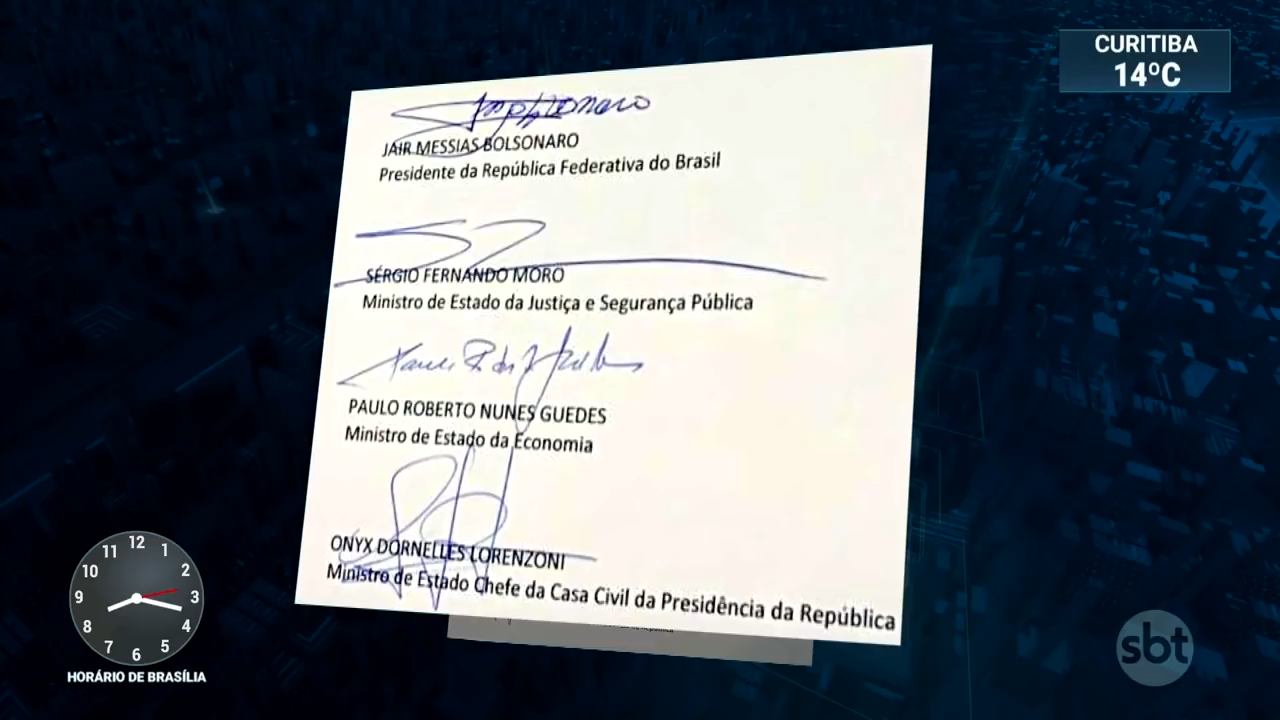 CURITIBA
14ºC
JAIR MESSIAS BOLSONARO
Presidente da República Federativa do Brasil
SÉRGIO FERNANDO MORO
Ministro de Estado da Justiça e Segurança Pública
PAULO ROBERTO NUNES GUEDES
Ministro de Estado da Economia
ONYX DORNELLES LORENZONI
Ministro de Estado Chefe da Casa Civil da Presidência da República
12
1
2
3
4
5
6
7
8
9
10
11
HORÁRIO DE BRASÍLIA
sbt